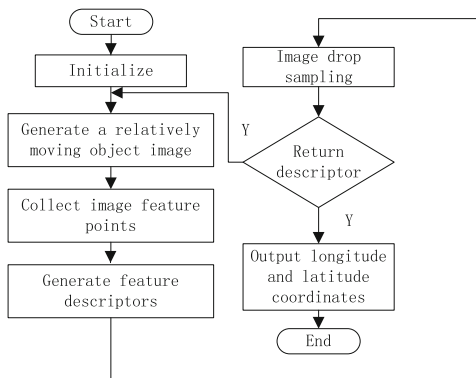 Start
Initialize
Generate a relatively
moving object image
Collect image feature
points
Generate feature
descriptors
Image drop
sampling
Y
Return
descriptor
Y
Output longitude
and latitude
coordinates
End